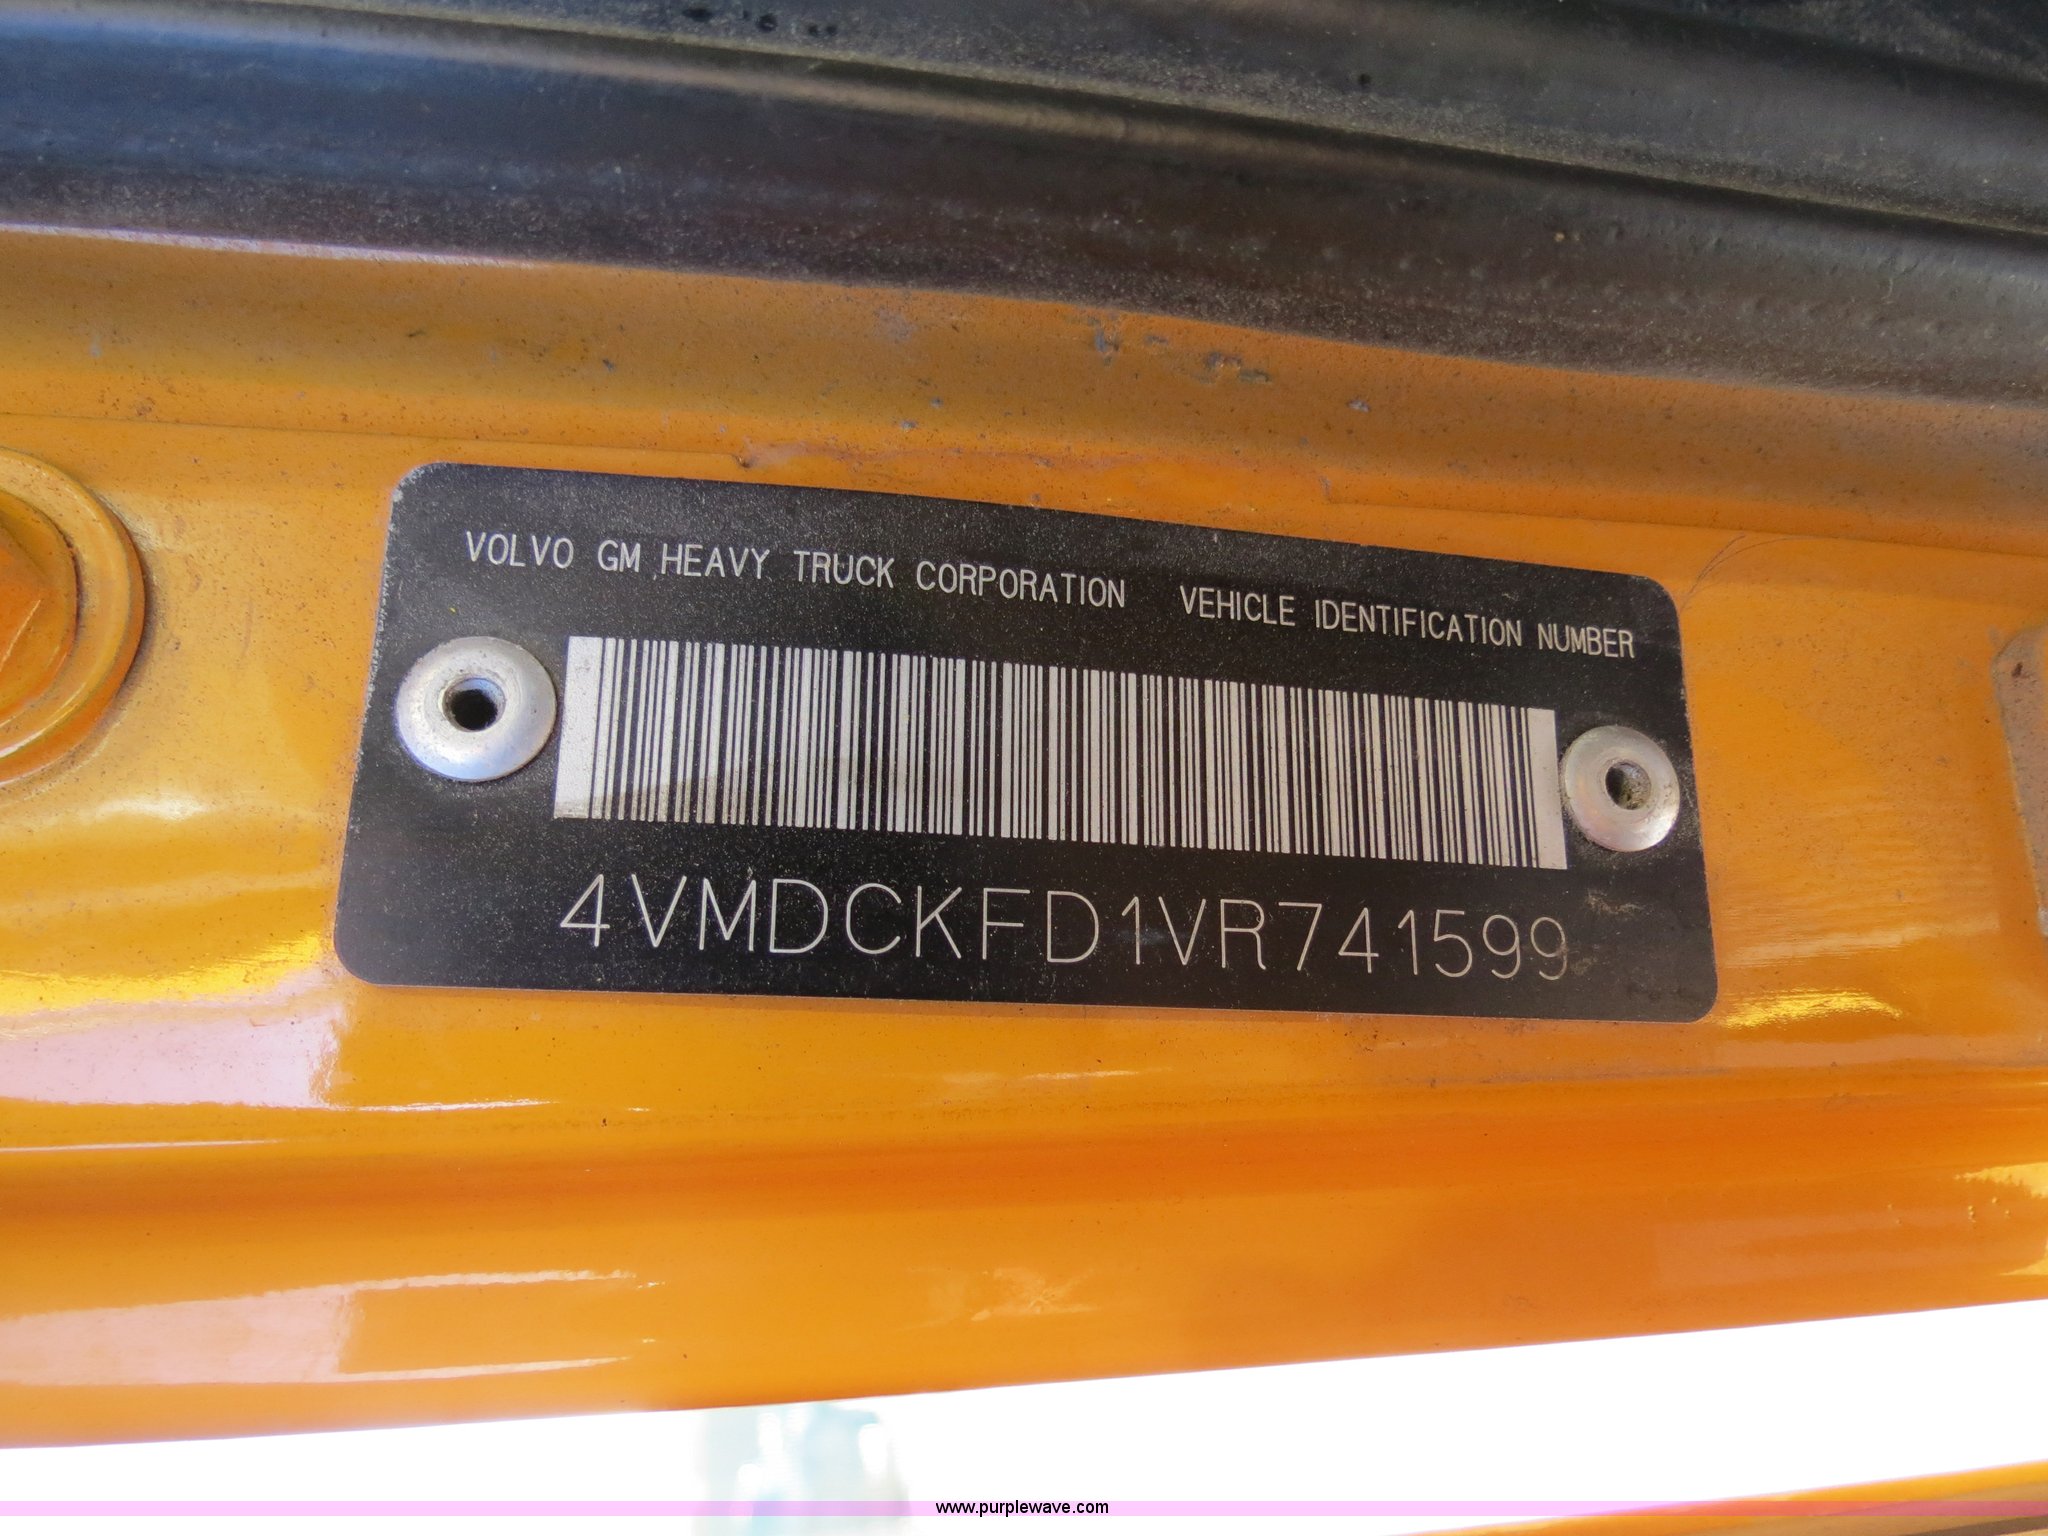 VOLVO GM HEAVY TRUCK CORPORATION VEHICLE IDENTIFICATION NUMBER
4VMDCKFD1VR741599
www.purplewave.com